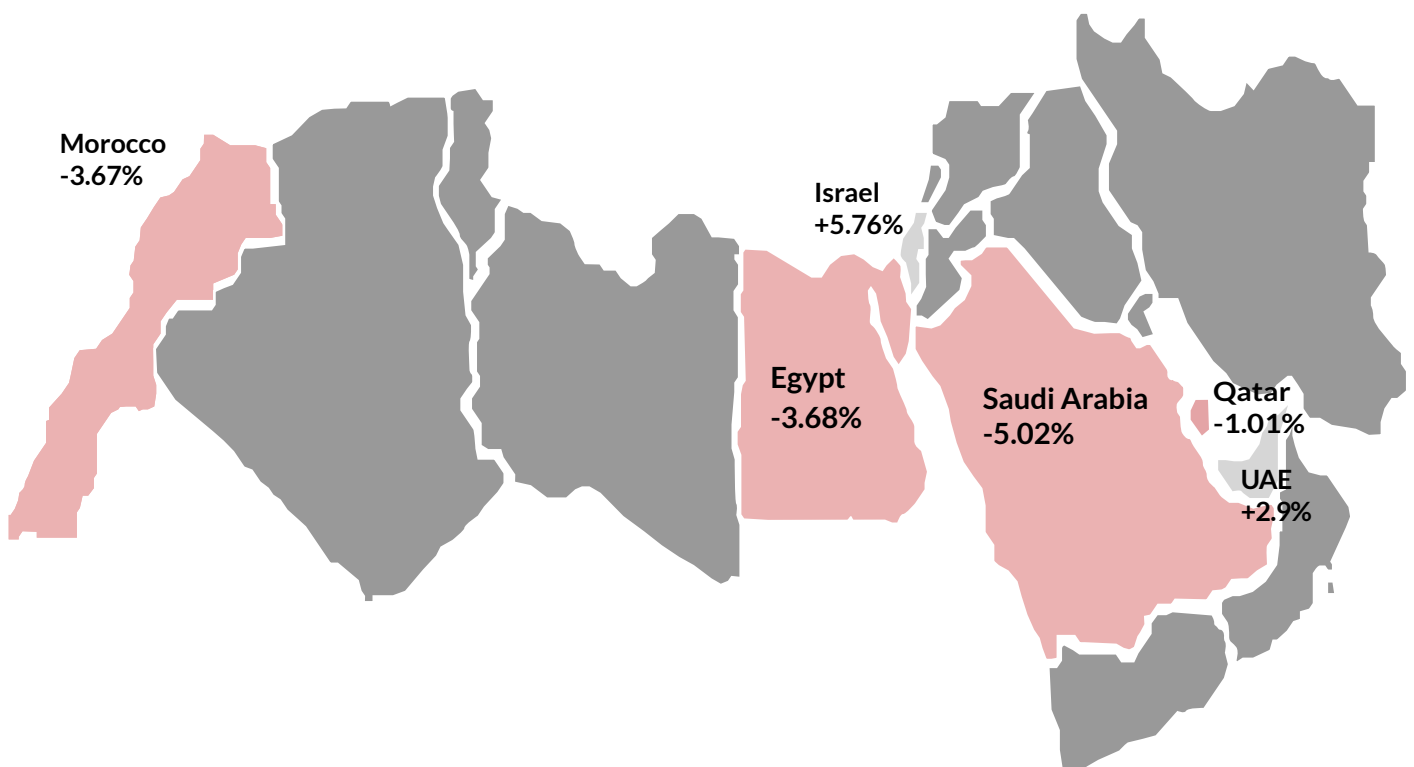 Morocco
-3.67%
Israel
+5.76%
Egypt
-3.68%
Saudi Arabia
-5.02%
Qatar
-1.01%
UAE
+2.9%